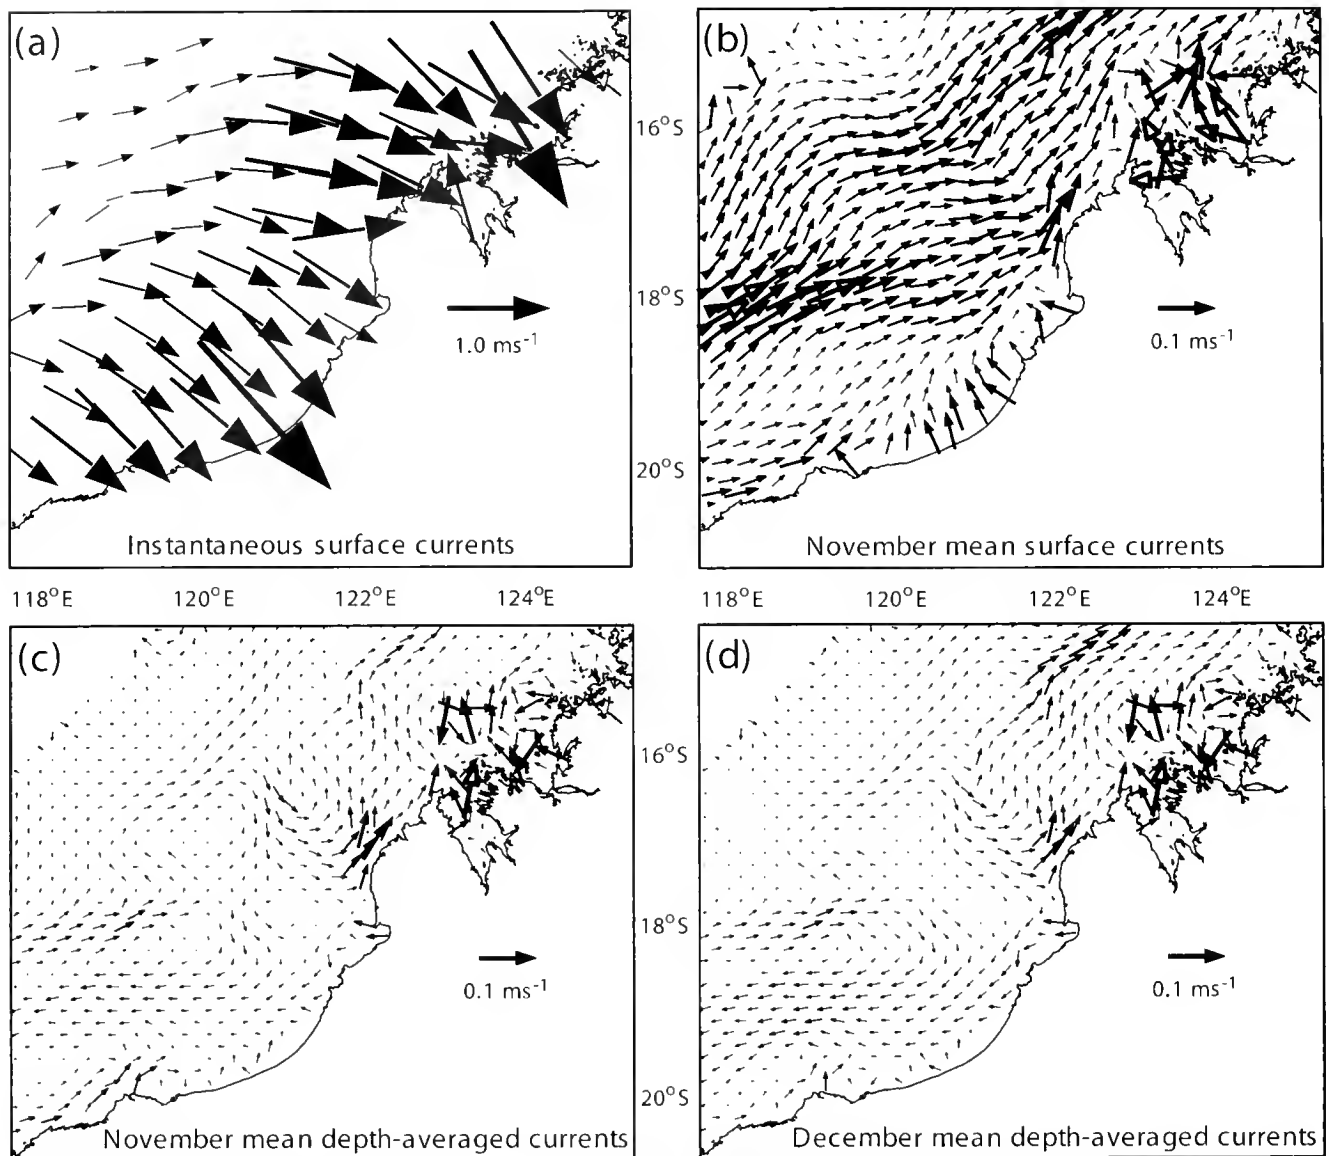 (a)
(b)
16°S
18°S
20°S
1.0 ms⁻¹
0.1 ms⁻¹
Instantaneous surface currents
November mean surface currents
118°E 120°E 122°E 124°E
118°E 120°E 122°E 124°E
(c)
(d)
16°S
18°S
20°S
0.1 ms⁻¹
0.1 ms⁻¹
November mean depth-averaged currents
December mean depth-averaged currents